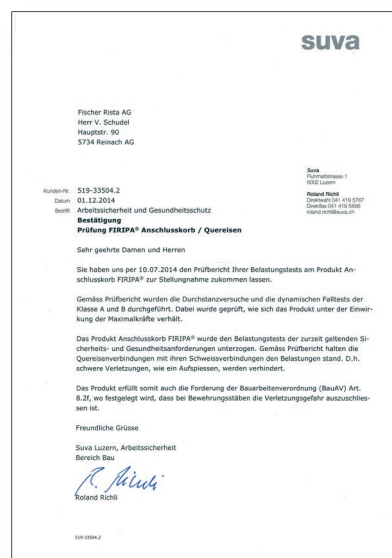 suva
Fischer Rista AG
Herr V. Schudel
Hauptstr. 90
5734 Reinach AG
Suva
Fluhmattstrasse 1
6002 Luzern
Roland Richli
Direktwahl 041 419 5767
Direktfax 041 419 5866
roland.richli@suva.ch
Kunden-Nr. 519-33504.2
Datum 01.12.2014
Betrifft Arbeitssicherheit und Gesundheitsschutz
Bestätigung
Prüfung FIRIPA® Anschlusskorb / Quereisen
Sehr geehrte Damen und Herren
Sie haben uns per 10.07.2014 den Prüfbericht Ihrer Belastungstests am Produkt An-
schlusskorb FIRIPA® zur Stellungnahme zukommen lassen.
Gemäss Prüfbericht wurden die Durchstanzversuche und die dynamischen Falltests der
Klasse A und B durchgeführt. Dabei wurde geprüft, wie sich das Produkt unter der Einwir-
kung der Maximalkräfte verhält.
Das Produkt Anschlusskorb FIRIPA® wurde den Belastungstests der zurzeit geltenden Si-
cherheits- und Gesundheitsanforderungen unterzogen. Gemäss Prüfbericht halten die
Quereisenverbindungen mit ihren Schweissverbindungen den Belastungen stand. D.h.
schwere Verletzungen, wie ein Aufspiessen, werden verhindert.
Das Produkt erfüllt somit auch die Forderung der Bauarbeitenverordnung (BauAV) Art.
8.2f, wo festgelegt wird, dass bei Bewehrungsstäben die Verletzungsgefahr auszuschlies-
sen ist.
Freundliche Grüsse
Suva Luzern, Arbeitssicherheit
Bereich Bau
R. Richli
Roland Richli
519-33504.2